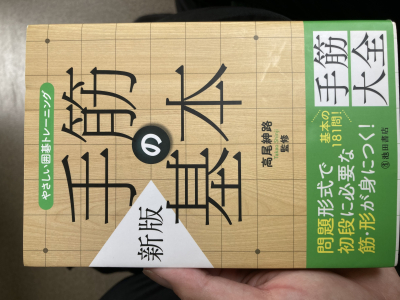 やさしい囲碁トレーニング
新版
手筋の基本
高尾紳路
監修
手筋
大全
基本の
181問!
問題形式で
初段に必要な
筋・形が身につく!
池田書店